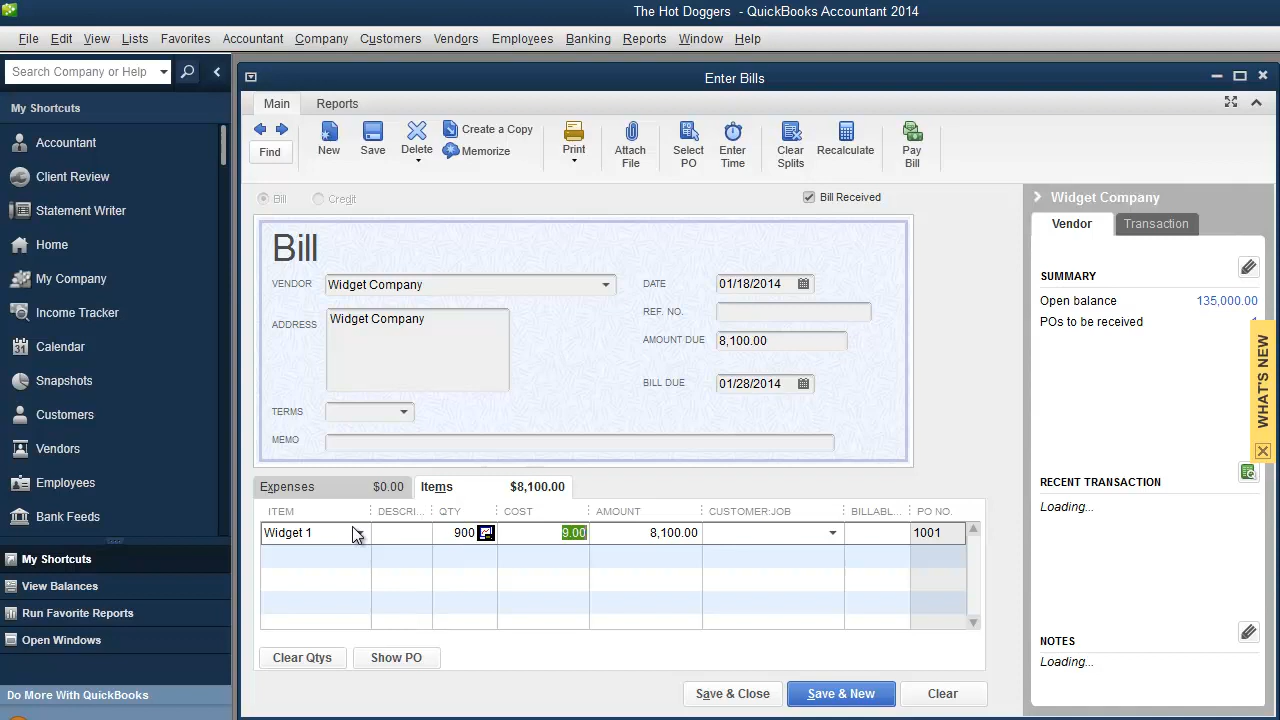 The Hot Doggers - QuickBooks Accountant 2014
File Edit View Lists Favorites Accountant Company Customers Vendors Employees Banking Reports Window Help
Search Company or Help
My Shortcuts
Accountant
Client Review
Statement Writer
Home
My Company
Income Tracker
Calendar
Snapshots
Customers
Vendors
Employees
Bank Feeds
My Shortcuts
View Balances
Run Favorite Reports
Open Windows
Do More With QuickBooks
Enter Bills
Main Reports
Find
New
Save
Delete
Create a Copy
Memorize
Print
Attach File
Select PO
Enter Time
Clear Splits
Recalculate
Pay Bill
Bill Credit Bill Received
Bill
VENDOR Widget Company
ADDRESS Widget Company
TERMS
MEMO
DATE 01/18/2014
REF. NO.
AMOUNT DUE 8,100.00
BILL DUE 01/28/2014
Expenses $0.00 Items $8,100.00
ITEM DESCRI... QTY COST AMOUNT CUSTOMER:JOB BILLABL... PO NO.
Widget 1 900 9.00 8,100.00 1001
Clear Qtys Show PO
Save & Close Save & New Clear
Widget Company
Vendor Transaction
SUMMARY
Open balance 135,000.00
POs to be received 1
RECENT TRANSACTION
Loading...
NOTES
Loading...
WHAT'S NEW